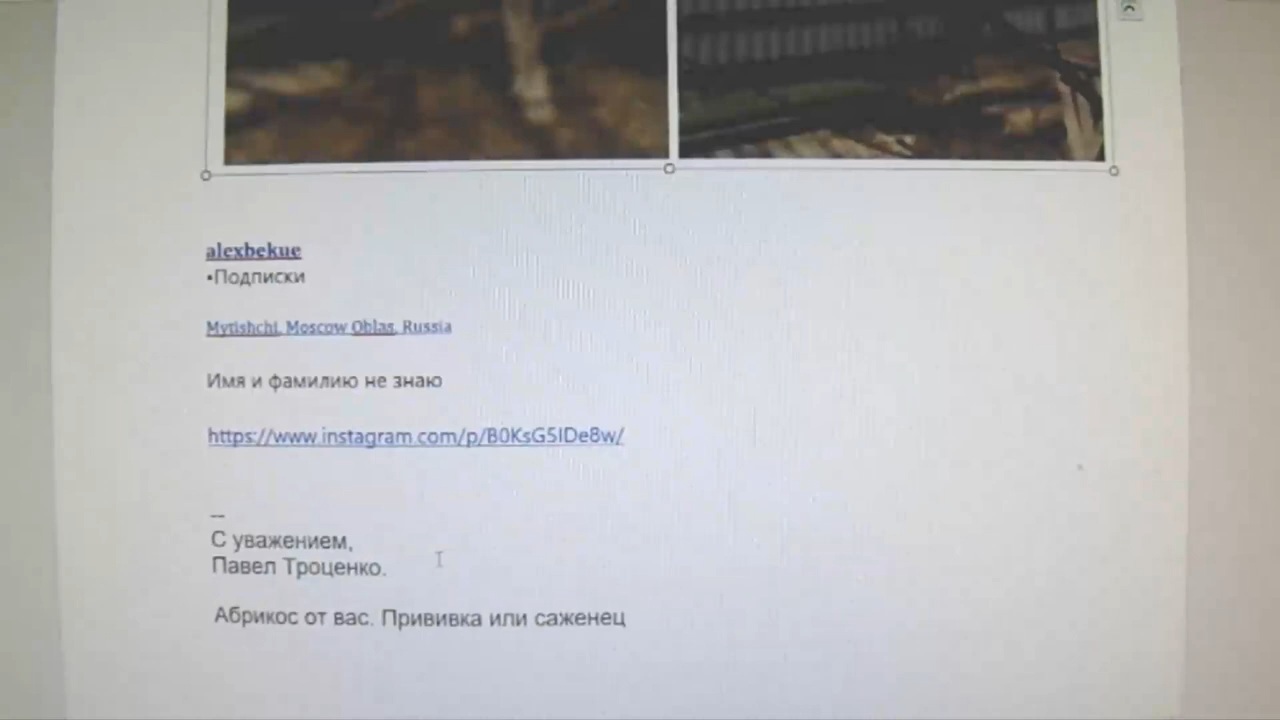 alexbekue
•Подписки
Mytishchi, Moscow Oblas, Russia
Имя и фамилию не знаю
https://www.instagram.com/p/B0KsG5IDe8w/
--
С уважением,
Павел Троценко.
Абрикос от вас. Прививка или саженец